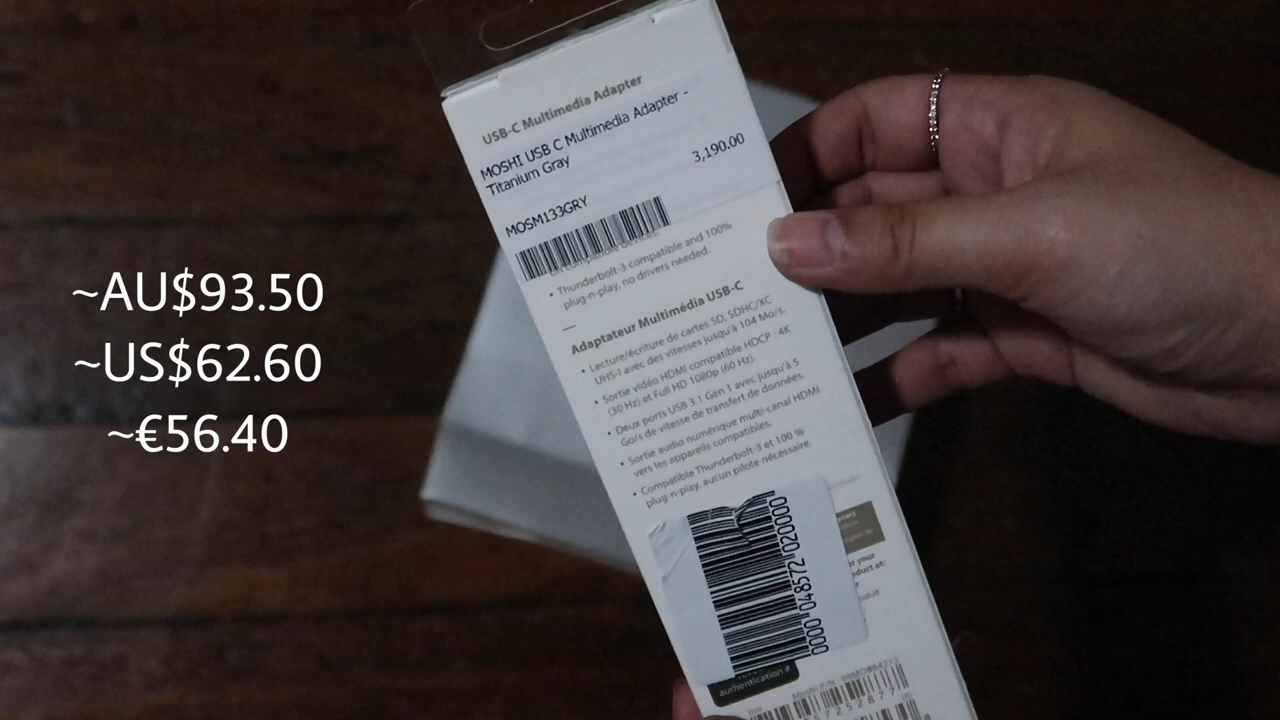 ~AU$93.50
~US$62.60
~€56.40
USB-C Multimedia Adapter
MOSHI USB C Multimedia Adapter -
Titanium Gray
3,190.00
MOSM133GRY
• Thunderbolt-3 compatible and 100%
plug-n-play, no drivers needed.
—
Adaptateur Multimédia USB-C
• Lecture/écriture de cartes SD, SDHC/XC
UHS-I avec des vitesses jusqu'à 104 Mo/s.
• Sortie vidéo HDMI compatible HDCP : 4K
(30 Hz) et Full HD 1080p (60 Hz).
• Deux ports USB 3.1 Gen 1 avec jusqu'à 5
Go/s de vitesse de transfert de données.
• Sortie audio numérique multi-canal HDMI
vers les appareils compatibles.
• Compatible Thunderbolt-3 et 100 %
plug-n-play, aucun pilote nécessaire.
0000 048572 020000
authentication #